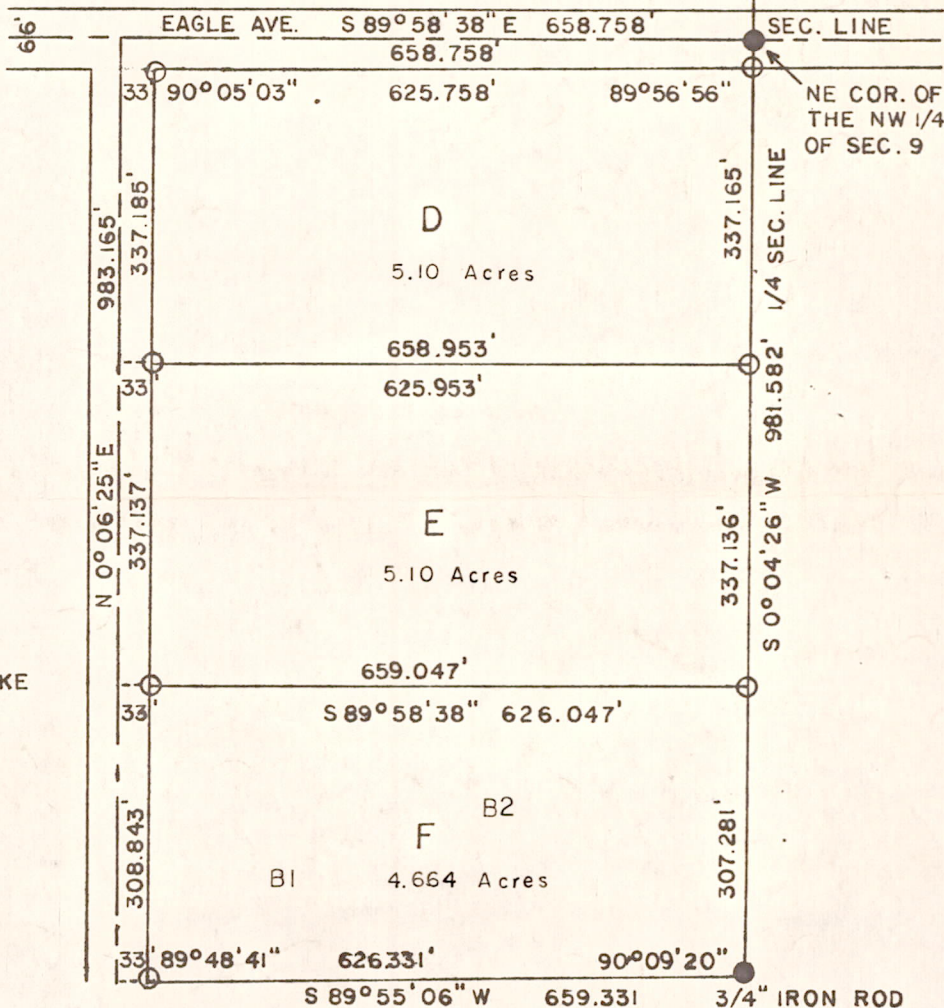 66'
EAGLE AVE. S 89° 58' 38" E 658.758' SEC. LINE
658.758'
33' 90° 05' 03" 625.758' 89° 56' 56"
NE COR. OF
THE NW 1/4
OF SEC. 9
983.165'
337.185'
D
5.10 Acres
337.165'
1/4 SEC. LINE
658.953'
33' 625.953'
N 0° 06' 25" E
337.137'
E
5.10 Acres
337.136'
S 0° 04' 26" W 981.582'
659.047'
KE
33' S 89° 58' 38" 626.047'
308.843'
B2
F
B1 4.664 Acres
307.281'
33' 89° 48' 41" 626.331' 90° 09' 20"
S 89° 55' 06" W 659.331 3/4" IRON ROD